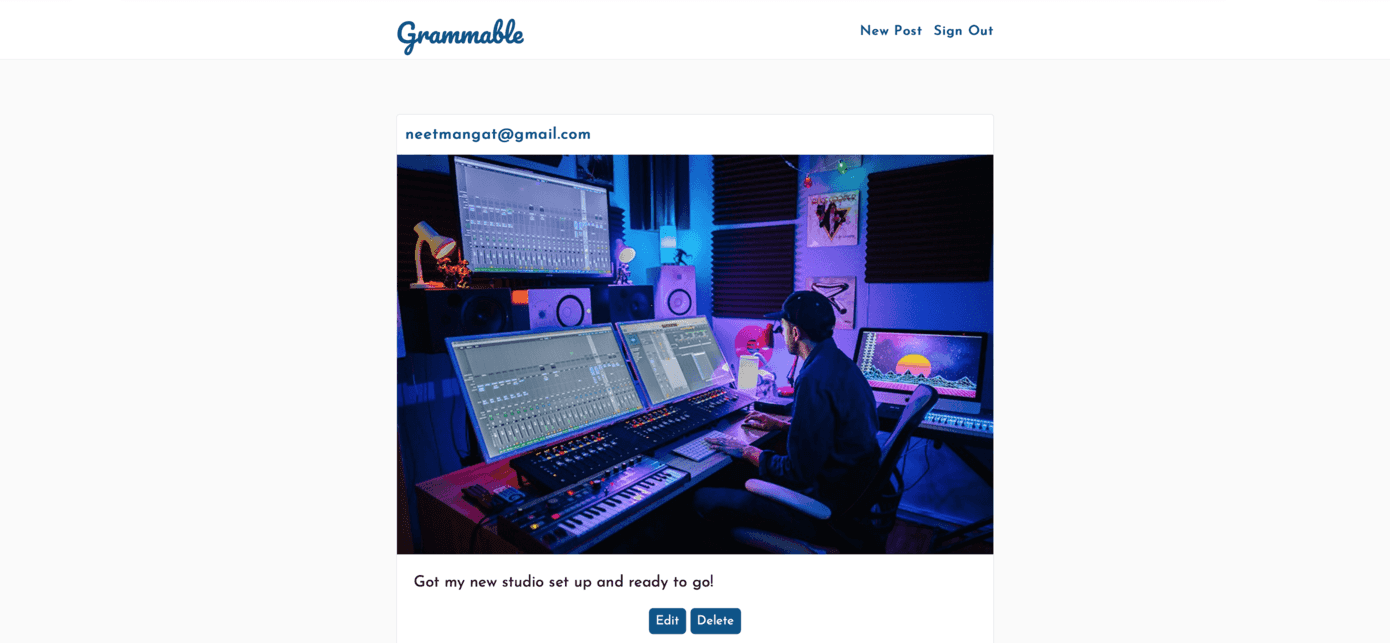 Grammable
New Post Sign Out
neetmangat@gmail.com
Got my new studio set up and ready to go!
Edit Delete